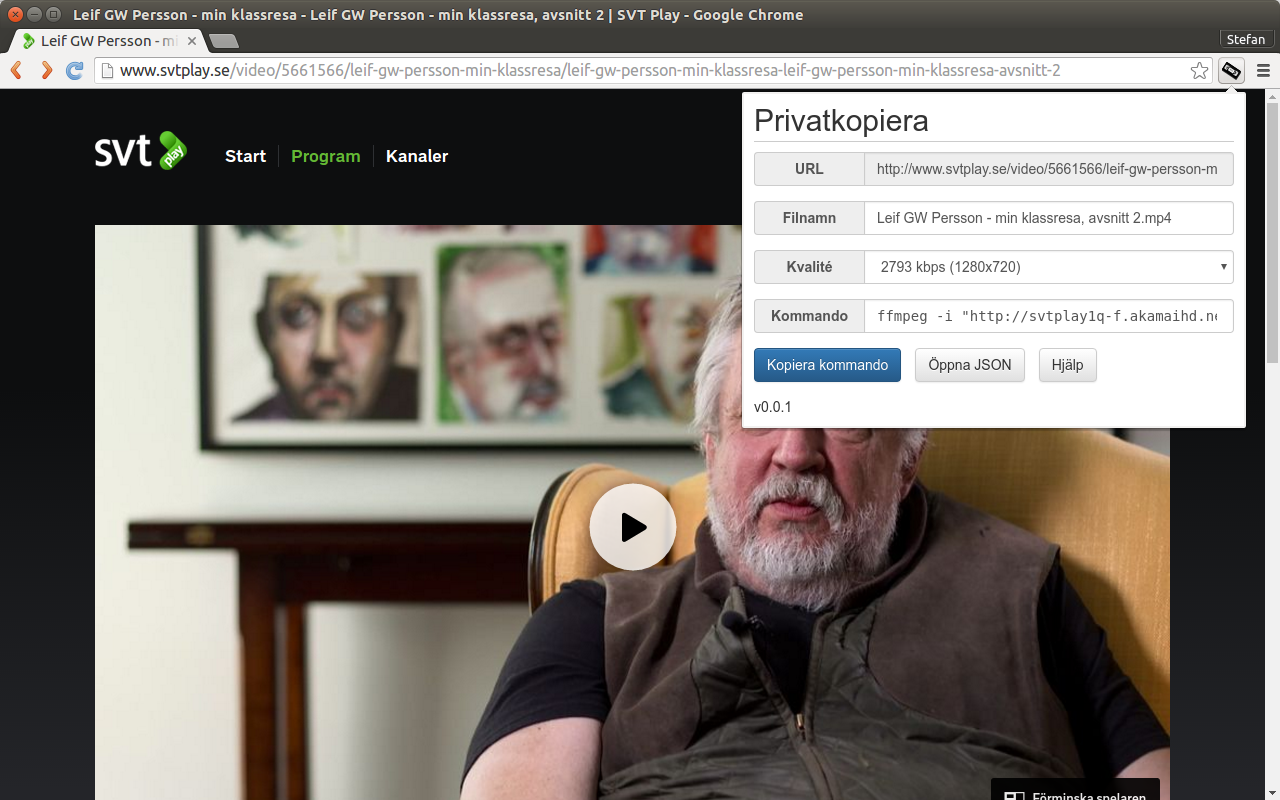 Leif GW Persson - min klassresa - Leif GW Persson - min klassresa, avsnitt 2 | SVT Play - Google Chrome
Leif GW Persson - mi
Stefan
www.svtplay.se/video/5661566/leif-gw-persson-min-klassresa/leif-gw-persson-min-klassresa-leif-gw-persson-min-klassresa-avsnitt-2
svt play
Start
Program
Kanaler
Privatkopiera
URL
http://www.svtplay.se/video/5661566/leif-gw-persson-m
Filnamn
Leif GW Persson - min klassresa, avsnitt 2.mp4
Kvalité
2793 kbps (1280x720)
Kommando
ffmpeg -i "http://svtplay1q-f.akamaihd.ne
Kopiera kommando
Öppna JSON
Hjälp
v0.0.1
Förminska spelaren